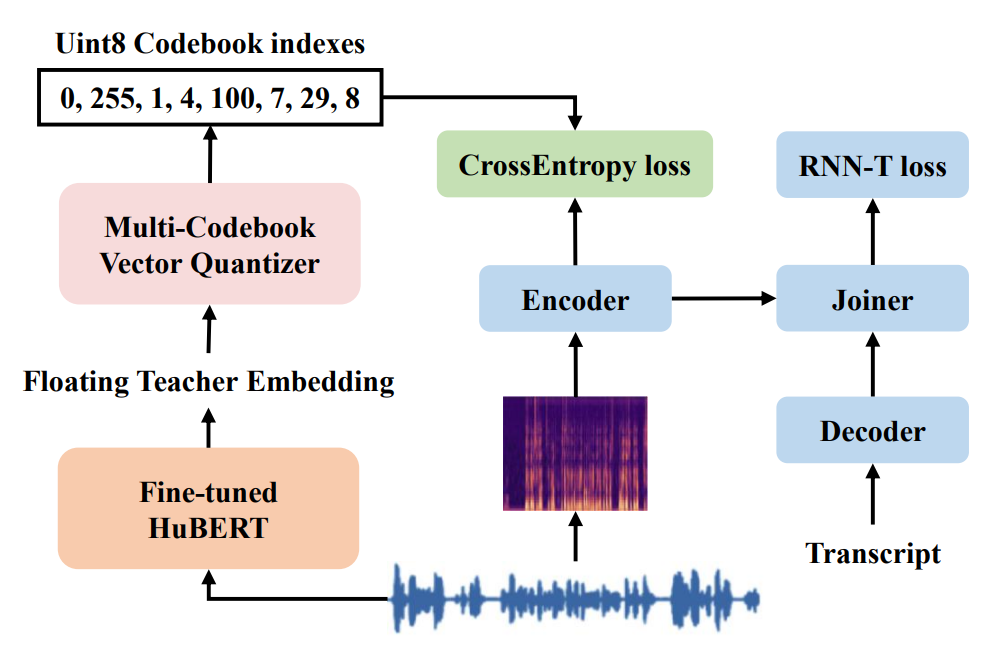 Uint8 Codebook indexes
0, 255, 1, 4, 100, 7, 29, 8
CrossEntropy loss
RNN-T loss
Multi-Codebook
Vector Quantizer
Encoder
Joiner
Floating Teacher Embedding
Decoder
Fine-tuned
HuBERT
Transcript